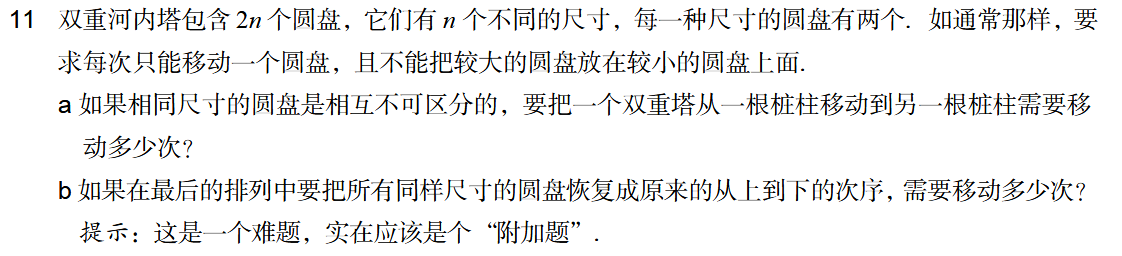 11 双重河内塔包含 2n 个圆盘，它们有 n 个不同的尺寸，每一种尺寸的圆盘有两个．如通常那样，要
求每次只能移动一个圆盘，且不能把较大的圆盘放在较小的圆盘上面.
a 如果相同尺寸的圆盘是相互不可区分的，要把一个双重塔从一根桩柱移动到另一根桩柱需要移
动多少次？
b 如果在最后的排列中要把所有同样尺寸的圆盘恢复成原来的从上到下的次序，需要移动多少次？
提示：这是一个难题，实在应该是个“附加题”．